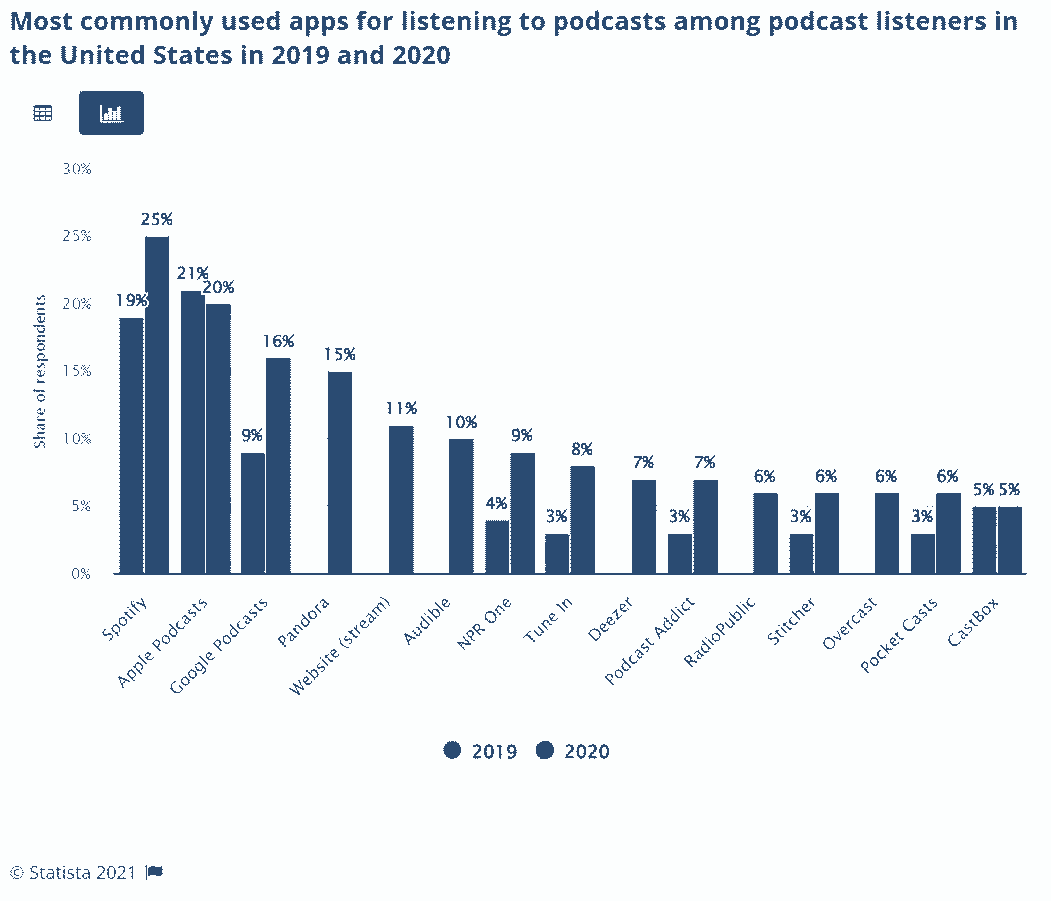 Most commonly used apps for listening to podcasts among podcast listeners in
the United States in 2019 and 2020
30%
25%
20%
15%
10%
5%
0%
Share of respondents
19%
25%
21%
20%
9%
16%
15%
11%
10%
4%
9%
3%
8%
7%
3%
7%
6%
3%
6%
6%
3%
6%
5%
5%
Spotify
Apple Podcasts
Google Podcasts
Pandora
Website (stream)
Audible
NPR One
Tune In
Deezer
Podcast Addict
RadioPublic
Stitcher
Overcast
Pocket Casts
CastBox
2019 2020
© Statista 2021